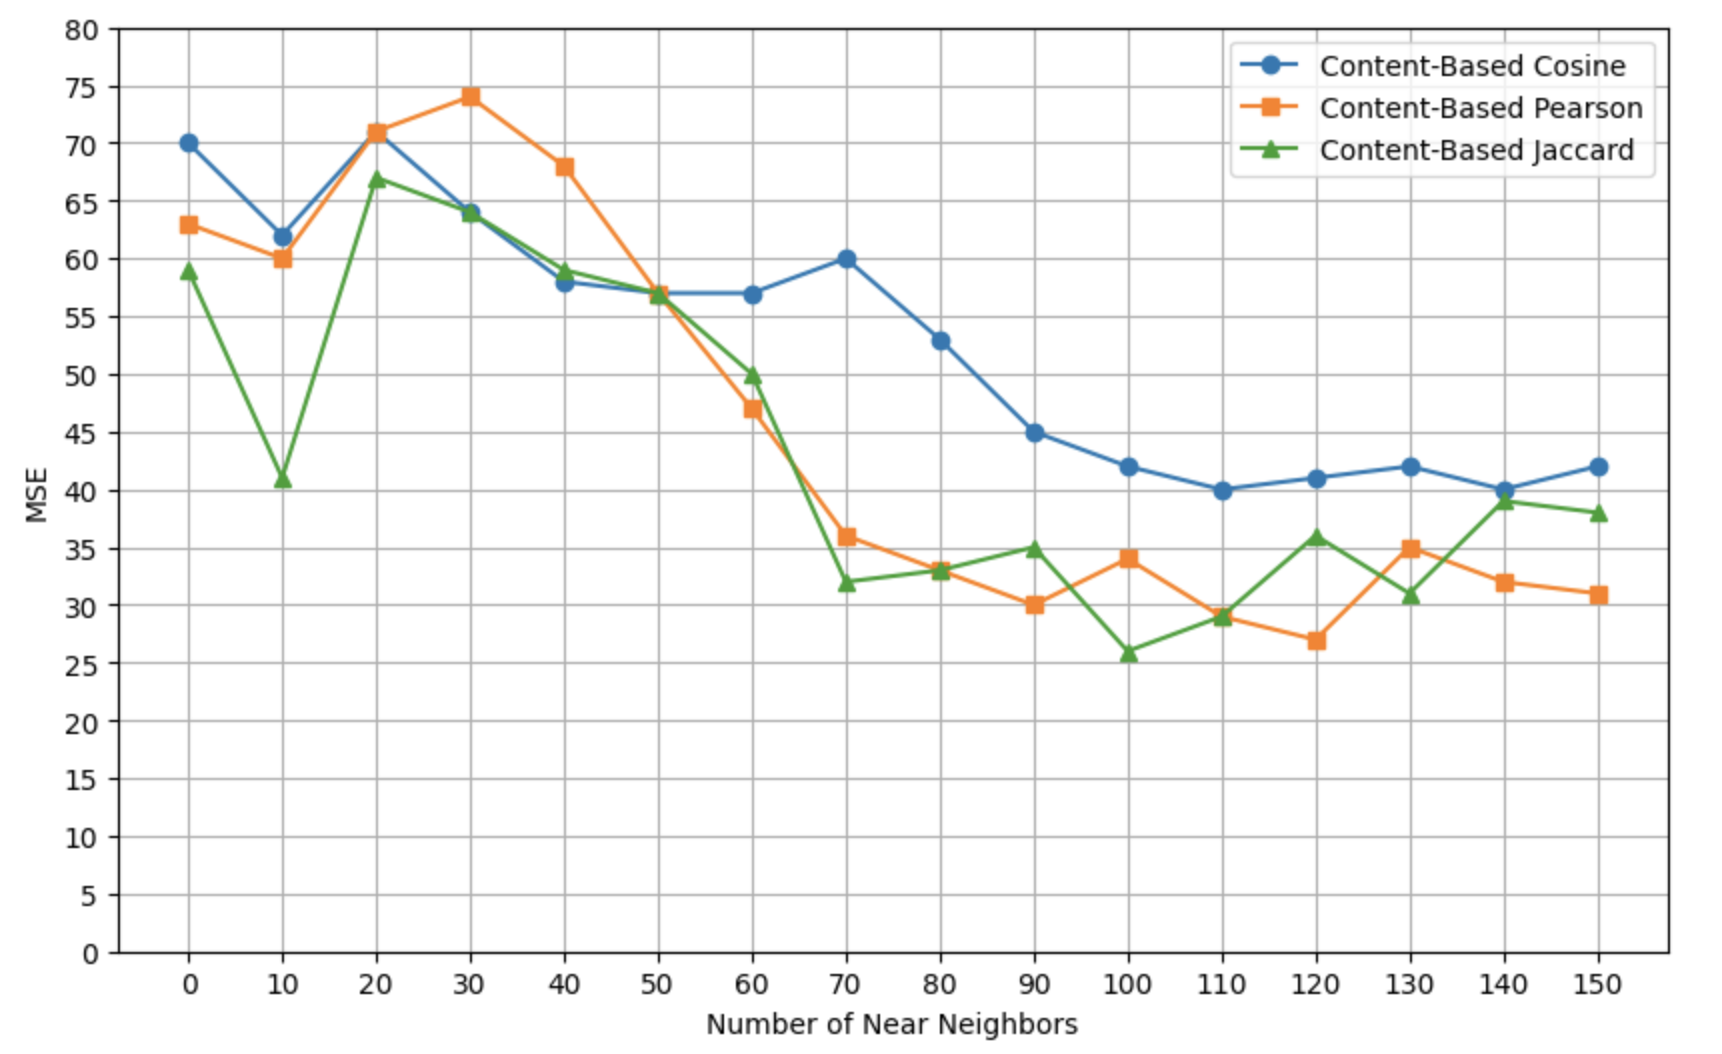 80
75
70
65
60
55
50
45
40
35
30
25
20
15
10
5
0
MSE
Content-Based Cosine
Content-Based Pearson
Content-Based Jaccard
0 10 20 30 40 50 60 70 80 90 100 110 120 130 140 150
Number of Near Neighbors